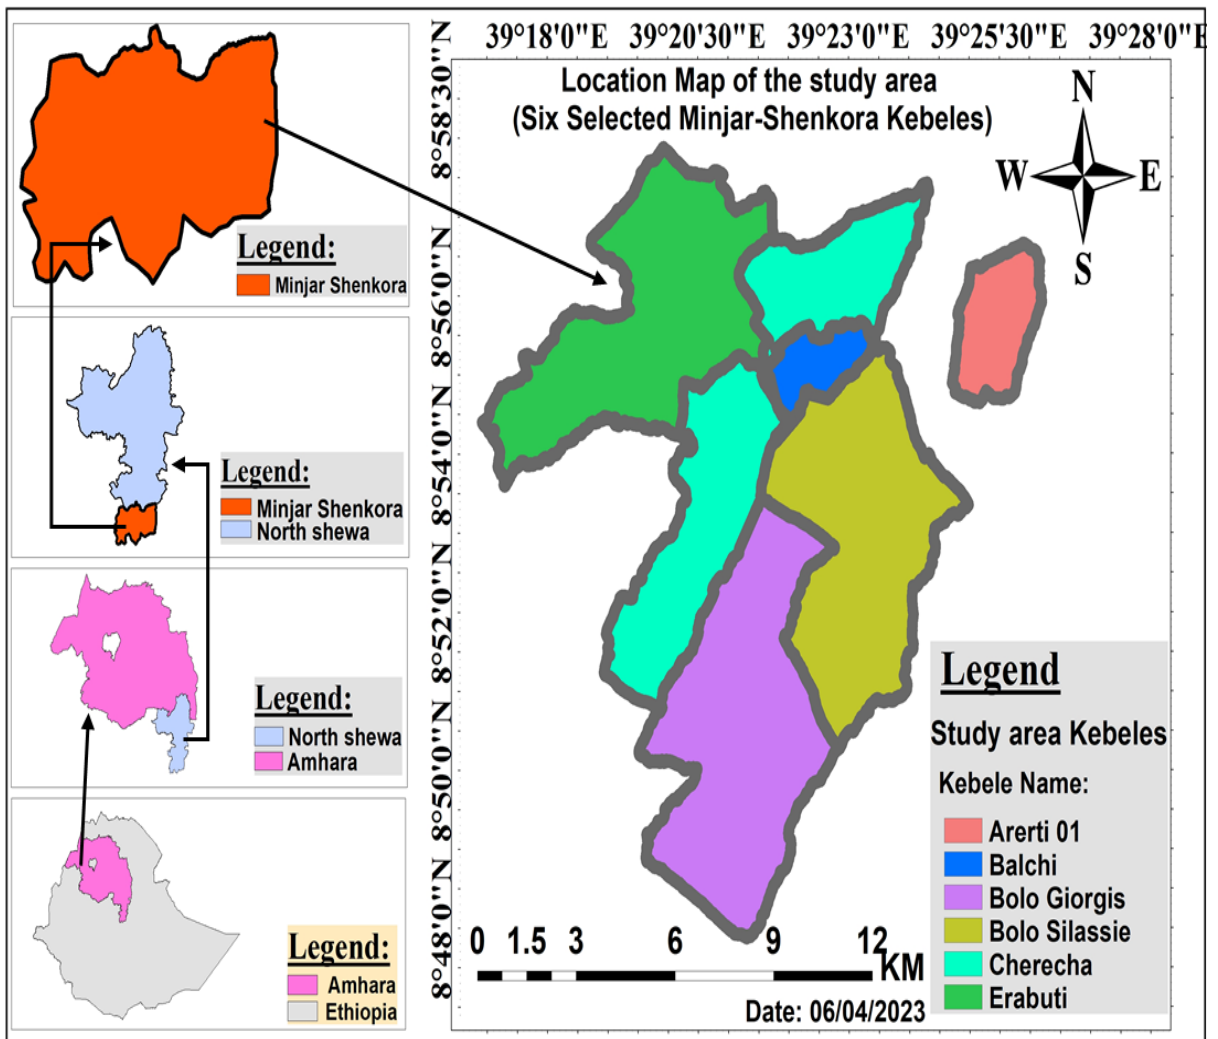 Legend:
Minjar Shenkora
Legend:
Minjar Shenkora
North shewa
Legend:
North shewa
Amhara
Legend:
Amhara
Ethiopia
39°18'0"E 39°20'30"E 39°23'0"E 39°25'30"E 39°28'0"E
8°58'30"N
8°56'0"N
8°54'0"N
8°52'0"N
8°50'0"N
8°48'0"N
Location Map of the study area
(Six Selected Minjar-Shenkora Kebeles)
N
W E
S
Legend
Study area Kebeles
Kebele Name:
Arerti 01
Balchi
Bolo Giorgis
Bolo Silassie
Cherecha
Erabuti
0 1.5 3 6 9 12
KM
Date: 06/04/2023